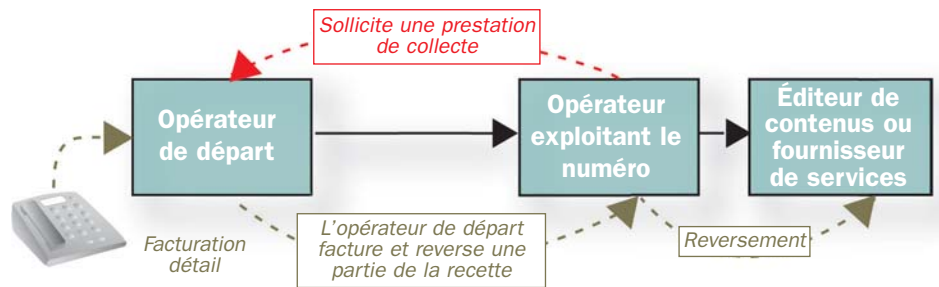 Sollicite une prestation
de collecte
Opérateur
de départ
Opérateur
exploitant le
numéro
Éditeur de
contenus ou
fournisseur
de services
Facturation
détail
L'opérateur de départ
facture et reverse une
partie de la recette
Reversement